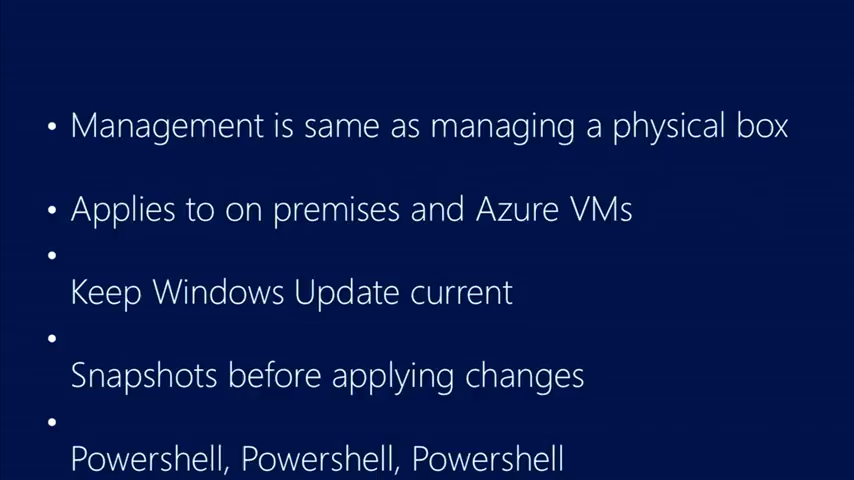 • Management is same as managing a physical box
• Applies to on premises and Azure VMs
•
Keep Windows Update current
•
Snapshots before applying changes
•
Powershell, Powershell, Powershell